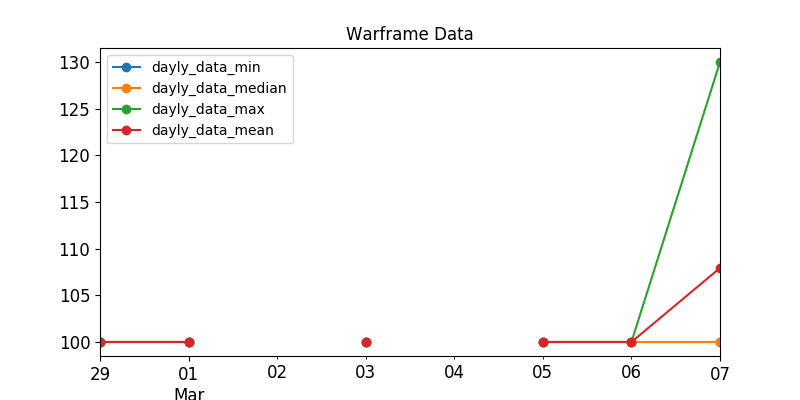 Warframe Data
dayly_data_min
dayly_data_median
dayly_data_max
dayly_data_mean
130
125
120
115
110
105
100
29 01 02 03 04 05 06 07
Mar